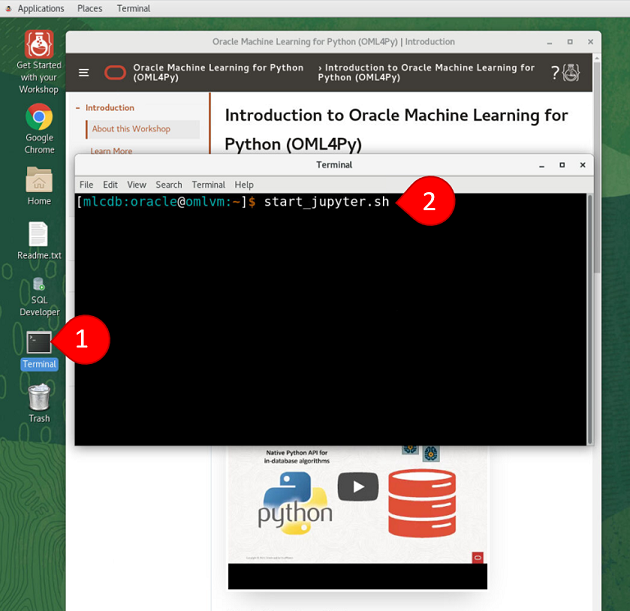 Applications Places Terminal
Get Started
with your
Workshop
Google
Chrome
Home
Readme.txt
SQL
Developer
Terminal
Trash
Oracle Machine Learning for Python (OML4Py) | Introduction
Oracle Machine Learning for Python
(OML4Py)
› Introduction to Oracle Machine Learning for
Python (OML4Py)
?
- Introduction
About this Workshop
Learn More
Introduction to Oracle Machine Learning for
Python (OML4Py)
Terminal
File Edit View Search Terminal Help
[mlcdb:oracle@omlvm:~]$ start_jupyter.sh
2
1
Native Python API for
in-database algorithms
python